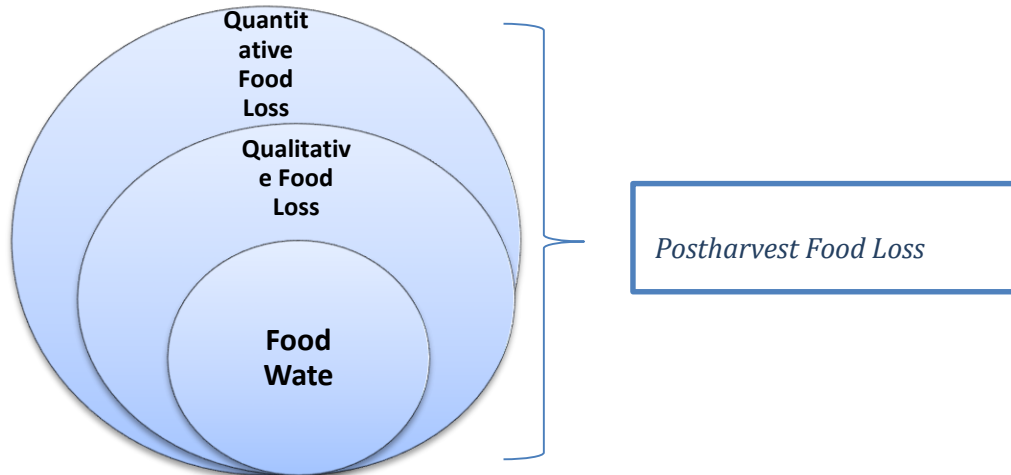 Quantit
ative
Food
Loss
Qualitativ
e Food
Loss
Food
Wate
Postharvest Food Loss